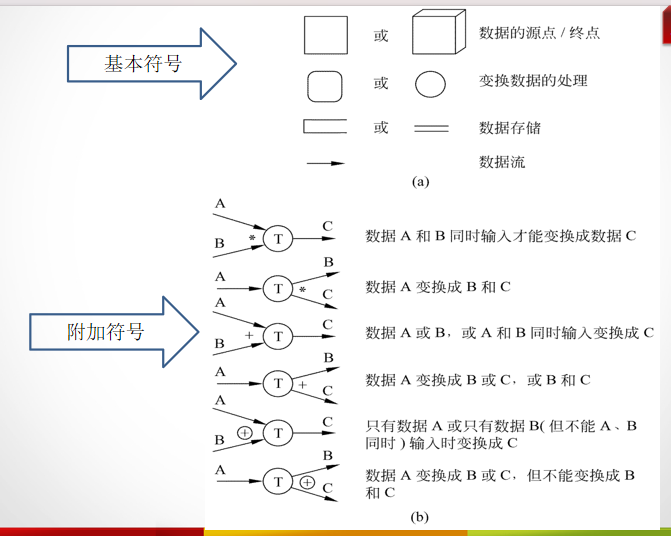 基本符号
或
数据的源点 / 终点
或
变换数据的处理
或
数据存储
数据流
(a)
附加符号
A
B
*
T
C
数据 A 和 B 同时输入才能变换成数据 C
A
T
*
B
C
数据 A 变换成 B 和 C
A
B
+
T
C
数据 A 或 B，或 A 和 B 同时输入变换成 C
A
T
+
B
C
数据 A 变换成 B 或 C，或 B 和 C
A
B
+
T
C
只有数据 A 或只有数据 B( 但不能 A、B
同时 ) 输入时变换成 C
A
T
+
B
C
数据 A 变换成 B 或 C，但不能变换成 B
和 C
(b)